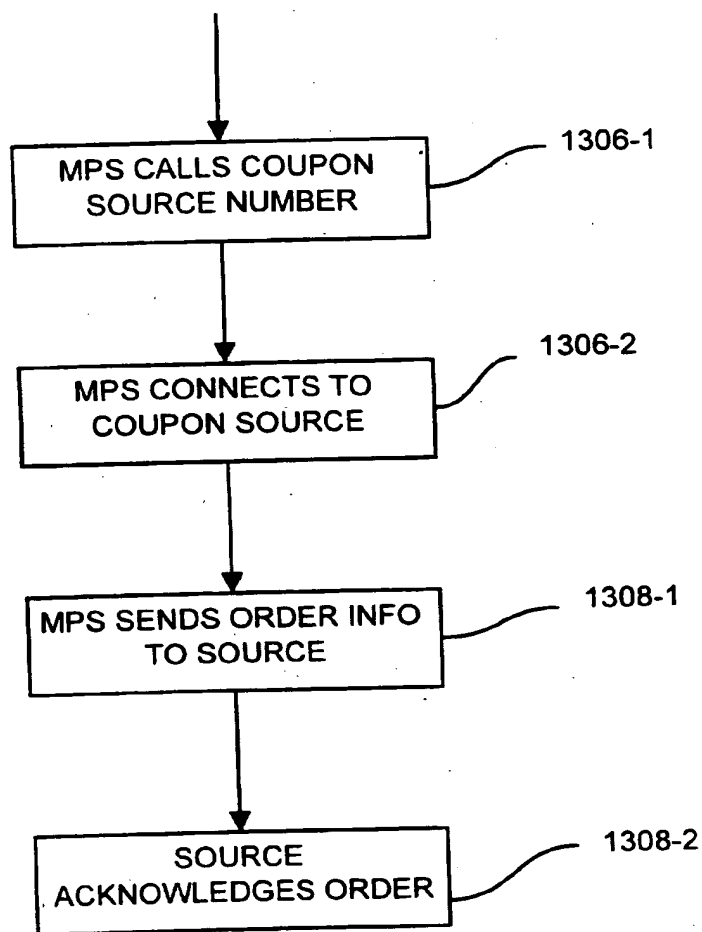 MPS CALLS COUPON
SOURCE NUMBER
1306-1
MPS CONNECTS TO
COUPON SOURCE
1306-2
MPS SENDS ORDER INFO
TO SOURCE
1308-1
SOURCE
ACKNOWLEDGES ORDER
1308-2